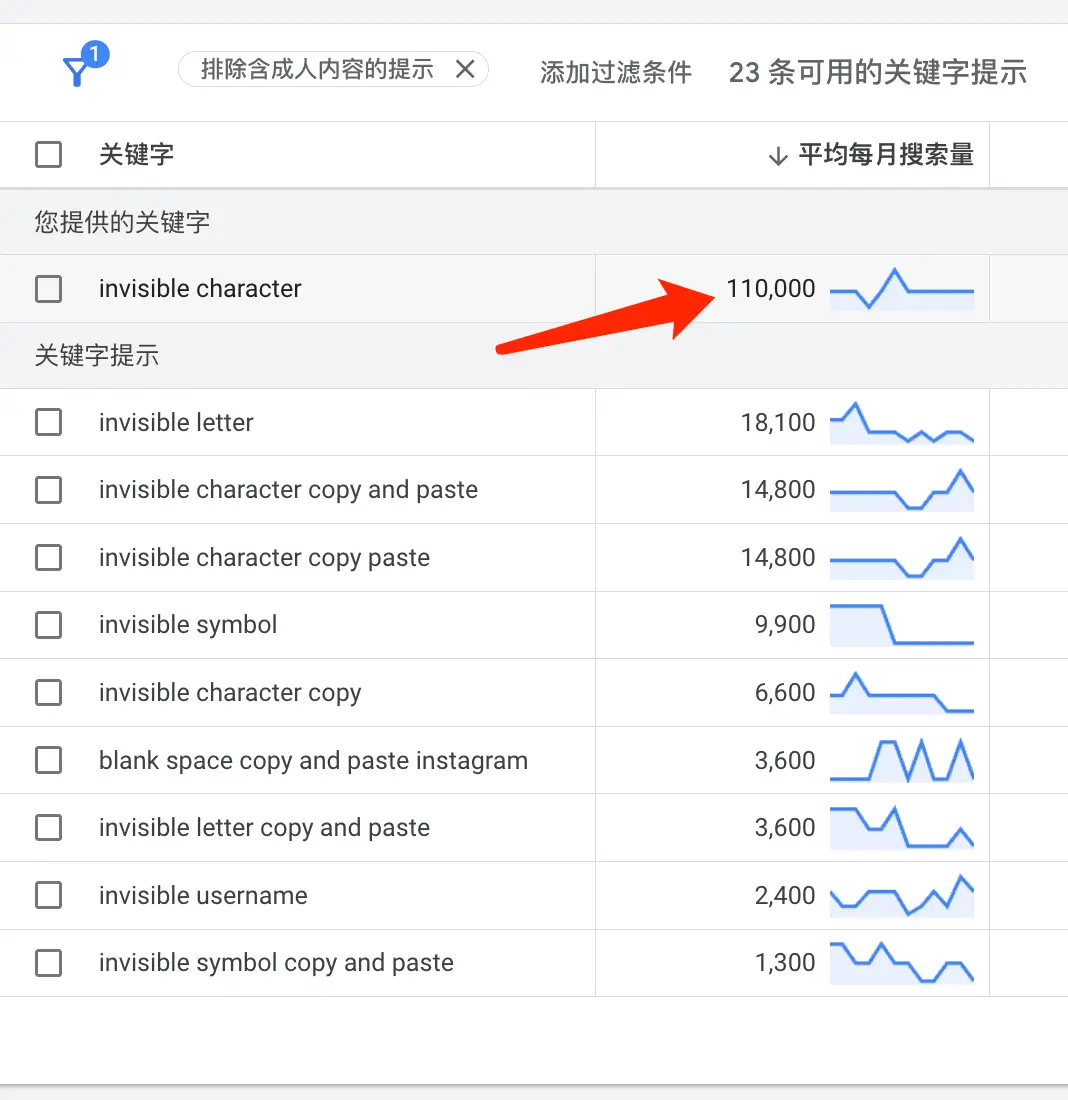 1
排除含成人内容的提示 添加过滤条件 23 条可用的关键字提示
关键字 平均每月搜索量
您提供的关键字
invisible character 110,000
关键字提示
invisible letter 18,100
invisible character copy and paste 14,800
invisible character copy paste 14,800
invisible symbol 9,900
invisible character copy 6,600
blank space copy and paste instagram 3,600
invisible letter copy and paste 3,600
invisible username 2,400
invisible symbol copy and paste 1,300